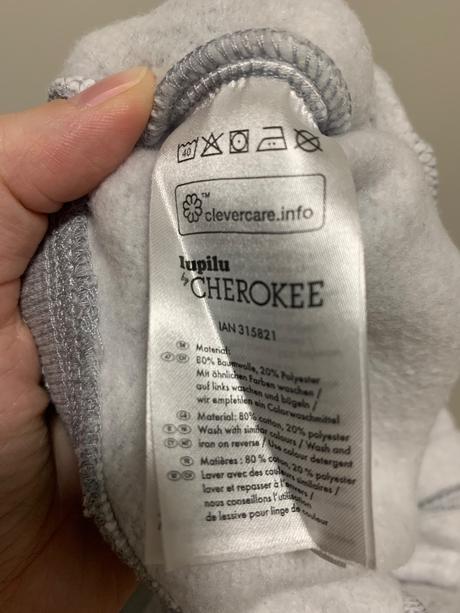 40
TM
clevercare.info
lupilu
by CHEROKEE
IAN 315821
Material:
80% Baumwolle, 20% Polyester
Mit ähnlichen Farben waschen /
auf links waschen und bügeln /
wir empfehlen ein Colorwaschmittel
Material: 80% cotton, 20% polyester
Wash with similar colours / Wash and
iron on reverse / Use colour detergent
Matières : 80 % coton, 20 % polyester
Laver avec des couleurs similaires /
laver et repasser à l'envers /
nous conseillons l'utilisation
de lessive pour linge de couleur